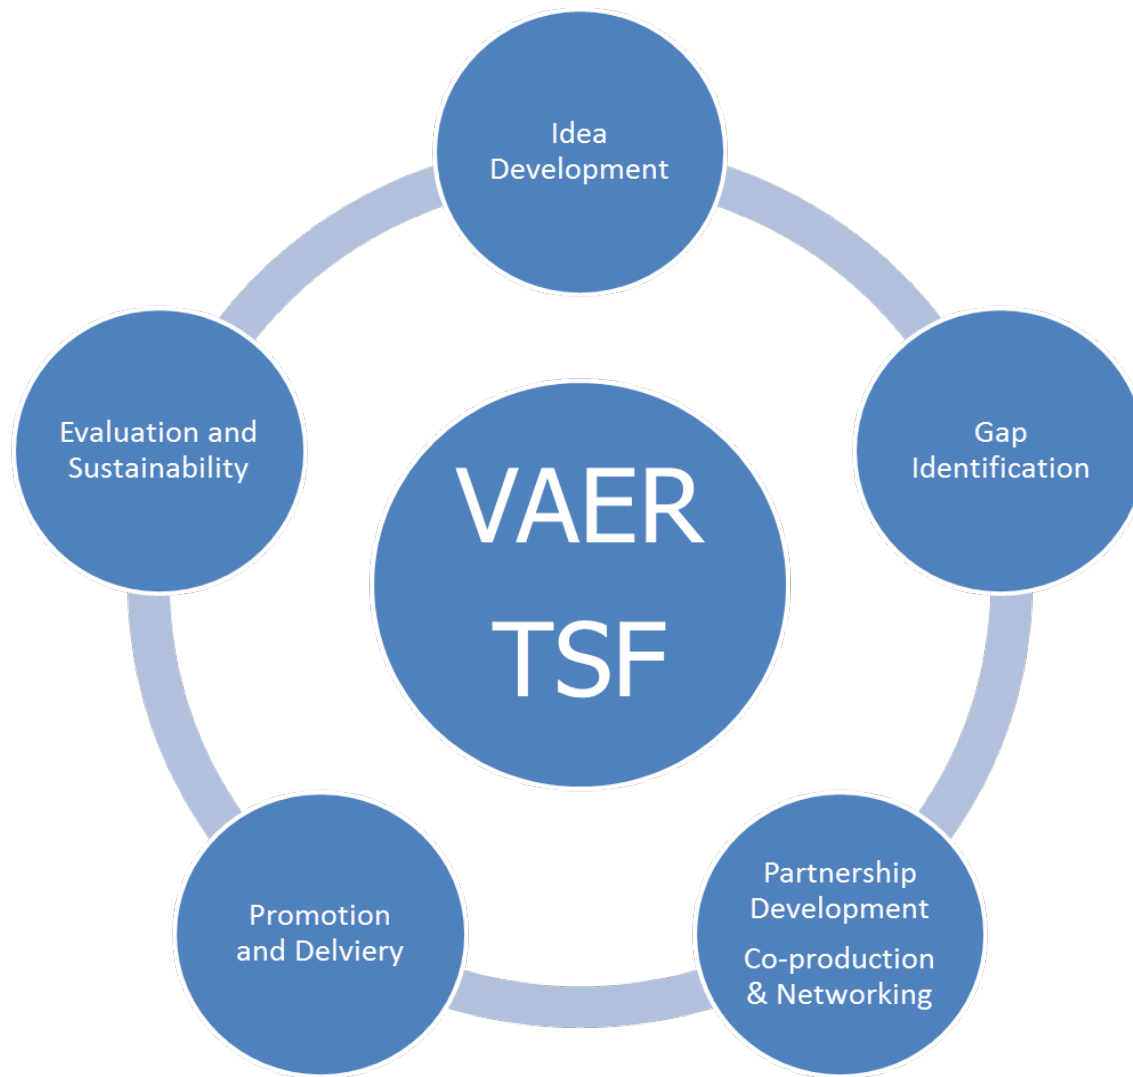 Idea
Development
Gap
Identification
Partnership
Development
Co-production
& Networking
Promotion
and Delviery
Evaluation and
Sustainability
VAER
TSF